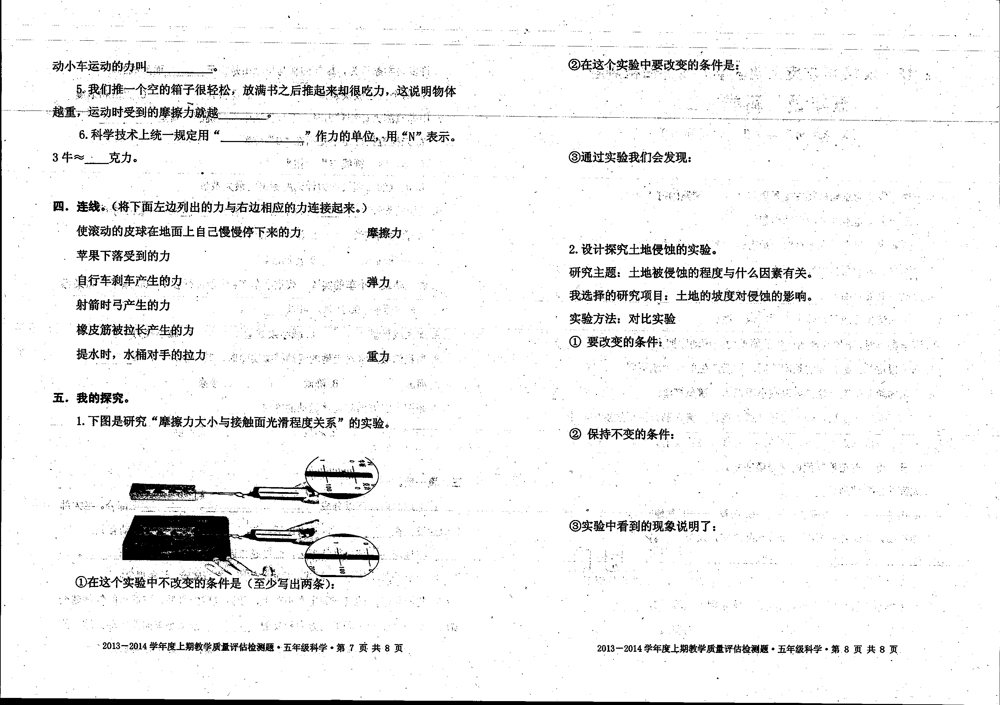 动小车运动的力叫___________。
5. 我们推一个空的箱子很轻松，放满书之后推起来却很吃力，这说明物体
越重，运动时受到的摩擦力就越________。
6. 科学技术上统一规定用“______________”作力的单位，用“N”表示。
3 牛≈____克力。
四．连线。（将下面左边列出的力与右边相应的力连接起来。）
使滚动的皮球在地面上自己慢慢停下来的力 摩擦力
苹果下落受到的力
自行车刹车产生的力 弹力
射箭时弓产生的力
橡皮筋被拉长产生的力
提水时，水桶对手的拉力 重力
五．我的探究。
1. 下图是研究“摩擦力大小与接触面光滑程度关系”的实验。
1 0 牛顿 N
100 0 克力
1 0
200 100 0
①在这个实验中不改变的条件是（至少写出两条）：
2013－2014 学年度上期教学质量评估检测题·五年级科学·第 7 页 共 8 页
②在这个实验中要改变的条件是：
③通过实验我们会发现：
2. 设计探究土地侵蚀的实验。
研究主题：土地被侵蚀的程度与什么因素有关。
我选择的研究项目：土地的坡度对侵蚀的影响。
实验方法：对比实验
① 要改变的条件：
② 保持不变的条件：
③实验中看到的现象说明了：
2013－2014 学年度上期教学质量评估检测题·五年级科学·第 8 页 共 8 页